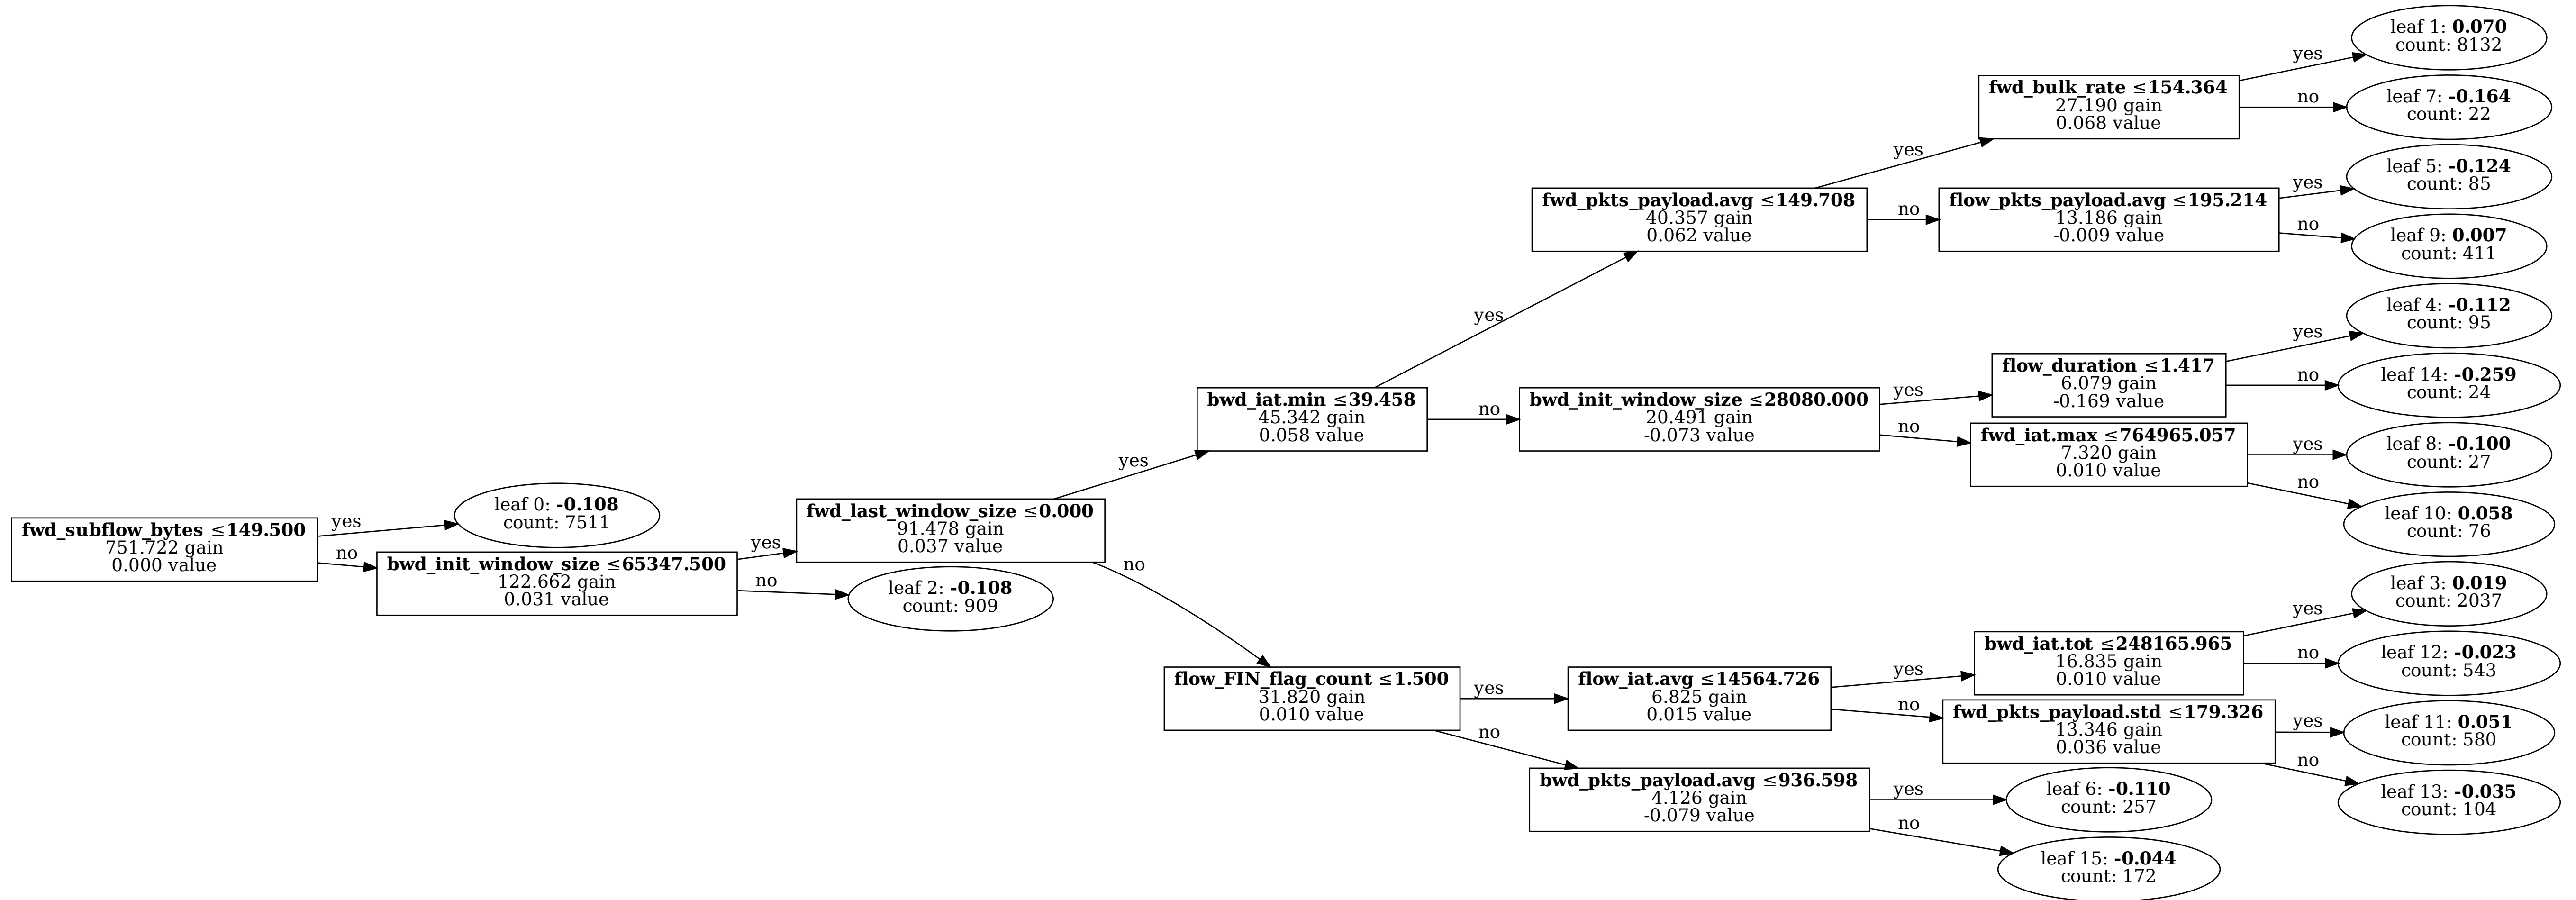 fwd_subflow_bytes ≤149.500
751.722 gain
0.000 value
yes
no
leaf 0: -0.108
count: 7511
bwd_init_window_size ≤65347.500
122.662 gain
0.031 value
yes
no
fwd_last_window_size ≤0.000
91.478 gain
0.037 value
leaf 2: -0.108
count: 909
yes
no
bwd_iat.min ≤39.458
45.342 gain
0.058 value
yes
no
fwd_pkts_payload.avg ≤149.708
40.357 gain
0.062 value
yes
no
fwd_bulk_rate ≤154.364
27.190 gain
0.068 value
yes
no
leaf 1: 0.070
count: 8132
leaf 7: -0.164
count: 22
flow_pkts_payload.avg ≤195.214
13.186 gain
-0.009 value
yes
no
leaf 5: -0.124
count: 85
leaf 9: 0.007
count: 411
bwd_init_window_size ≤28080.000
20.491 gain
-0.073 value
yes
no
flow_duration ≤1.417
6.079 gain
-0.169 value
yes
no
leaf 4: -0.112
count: 95
leaf 14: -0.259
count: 24
fwd_iat.max ≤764965.057
7.320 gain
0.010 value
yes
no
leaf 8: -0.100
count: 27
leaf 10: 0.058
count: 76
flow_FIN_flag_count ≤1.500
31.820 gain
0.010 value
yes
no
flow_iat.avg ≤14564.726
6.825 gain
0.015 value
yes
no
bwd_iat.tot ≤248165.965
16.835 gain
0.010 value
yes
no
leaf 3: 0.019
count: 2037
leaf 12: -0.023
count: 543
fwd_pkts_payload.std ≤179.326
13.346 gain
0.036 value
yes
no
leaf 11: 0.051
count: 580
leaf 13: -0.035
count: 104
bwd_pkts_payload.avg ≤936.598
4.126 gain
-0.079 value
yes
no
leaf 6: -0.110
count: 257
leaf 15: -0.044
count: 172